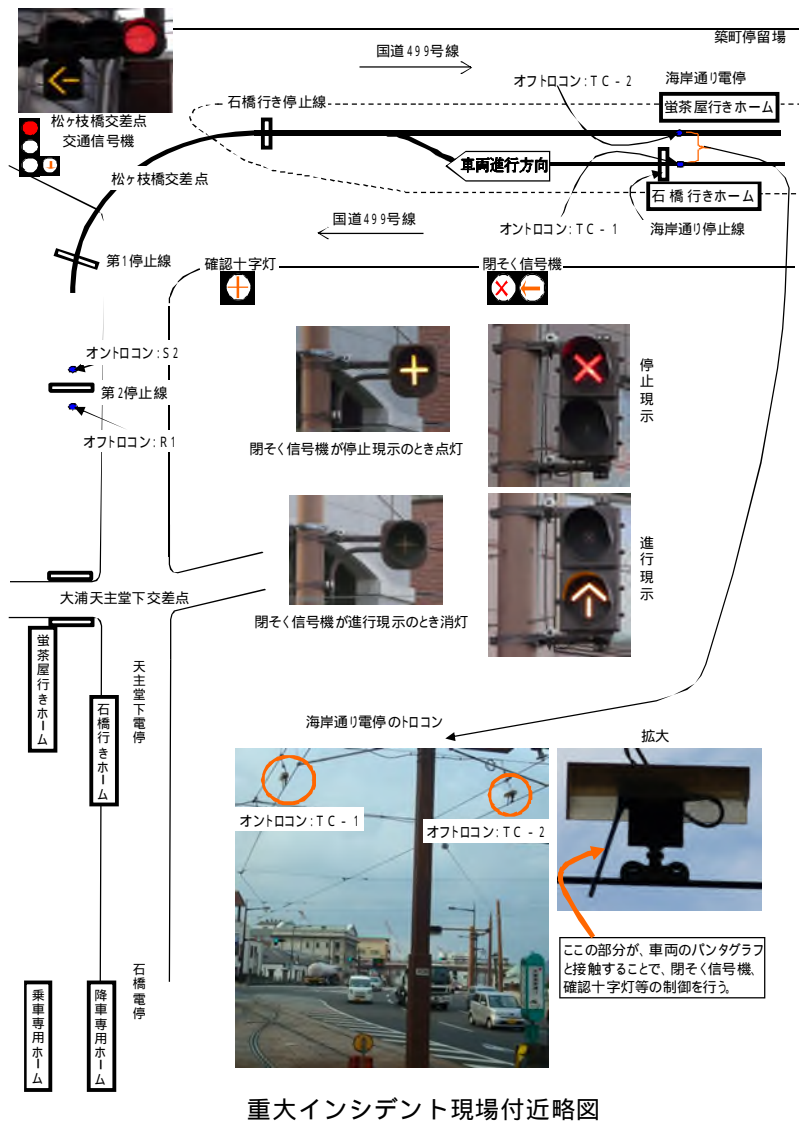 築町停留場
国道499号線
オフトロコン:TC-2
海岸通り電停
石橋行き停止線
蛍茶屋行きホーム
松ヶ枝橋交差点
交通信号機
車両進行方向
松ヶ枝橋交差点
石橋行きホーム
国道499号線
オントロコン:TC-1
海岸通り停止線
第1停止線
確認十字灯
閉そく信号機
オントロコン:S2
第2停止線
オフトロコン:R1
停止現示
閉そく信号機が停止現示のとき点灯
進行現示
大浦天主堂下交差点
閉そく信号機が進行現示のとき消灯
蛍茶屋行きホーム
天主堂下電停
石橋行きホーム
海岸通り電停のトロコン
拡大
オントロコン:TC-1
オフトロコン:TC-2
ここの部分が、車両のパンタグラフ
と接触することで、閉そく信号機、
確認十字灯等の制御を行う。
石橋電停
乗車専用ホーム
降車専用ホーム
重大インシデント現場付近略図